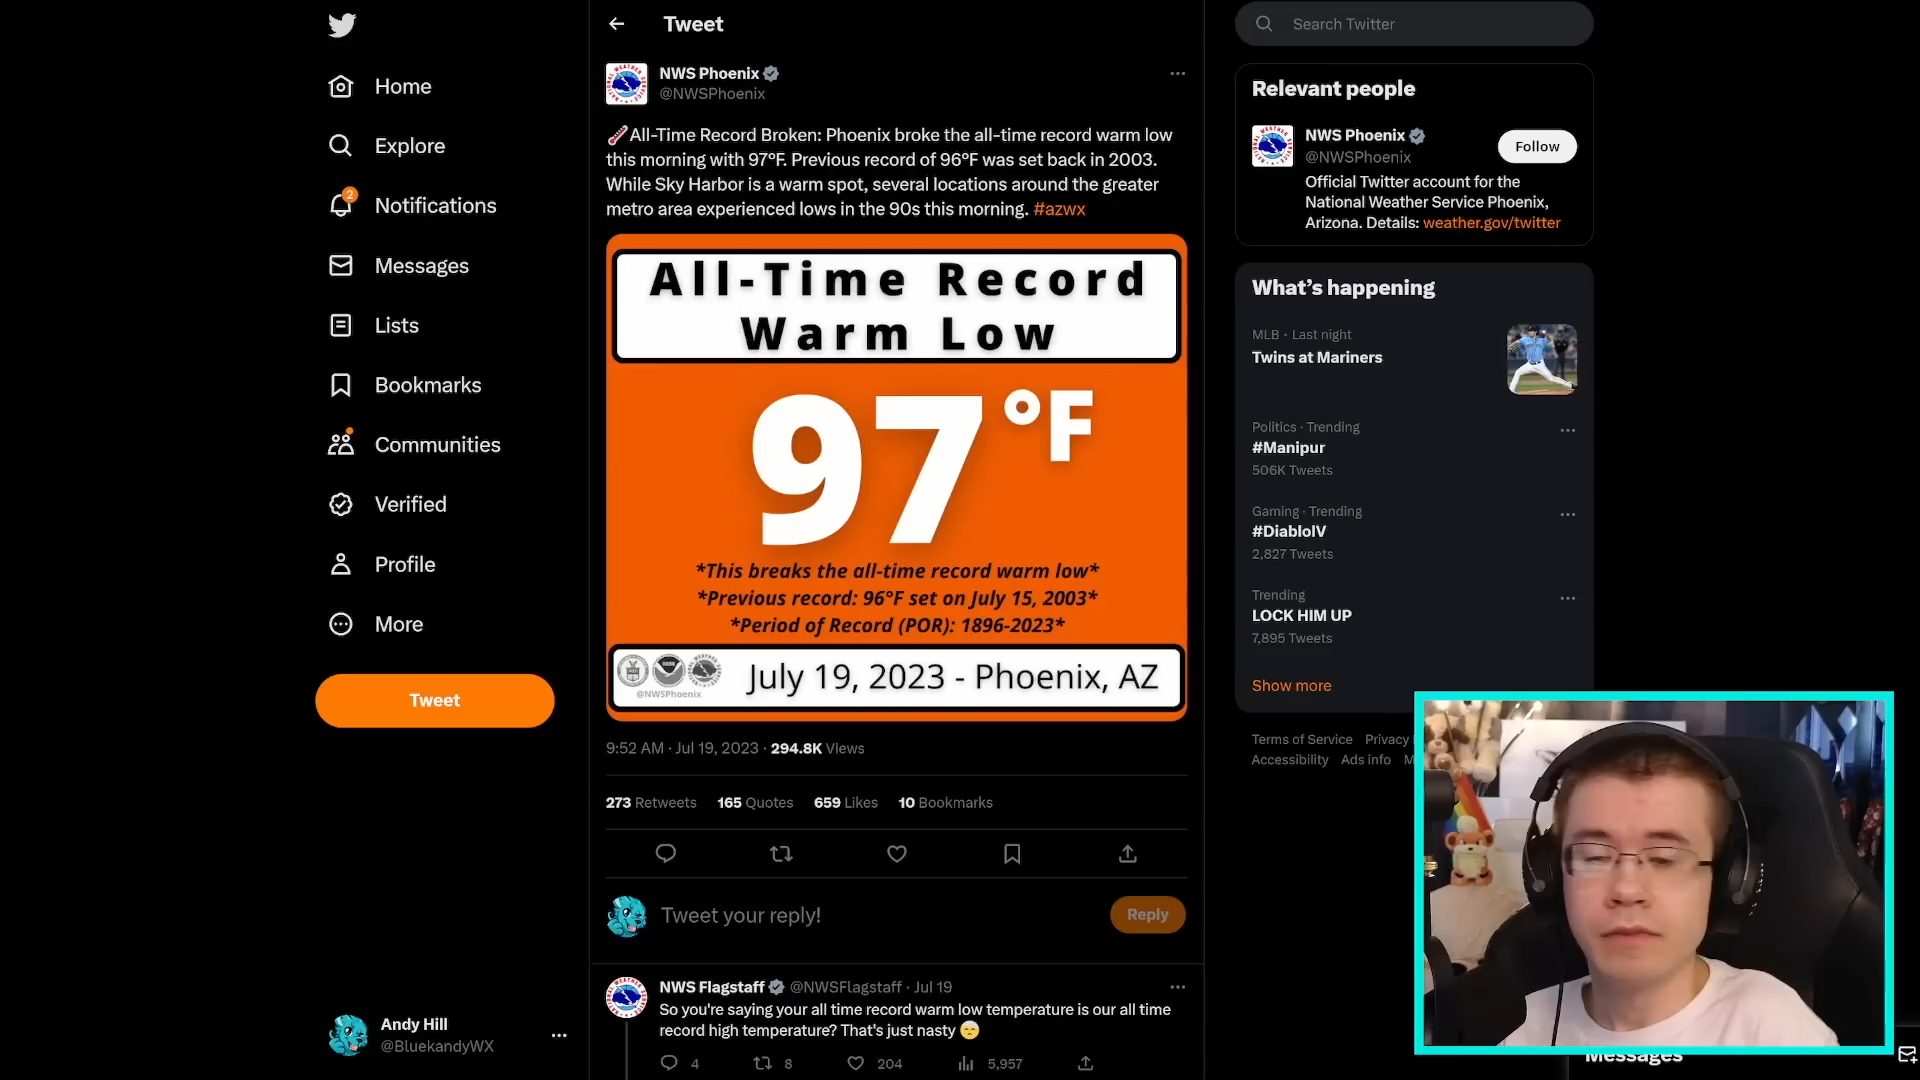 Home
Explore
2
Notifications
Messages
Lists
Bookmarks
Communities
Verified
Profile
More
Tweet
Andy Hill
@BluekandyWX
Tweet
NWS Phoenix
@NWSPhoenix
All-Time Record Broken: Phoenix broke the all-time record warm low
this morning with 97°F. Previous record of 96°F was set back in 2003.
While Sky Harbor is a warm spot, several locations around the greater
metro area experienced lows in the 90s this morning. #azwx
All-Time Record
Warm Low
97°F
*This breaks the all-time record warm low*
*Previous record: 96°F set on July 15, 2003*
*Period of Record (POR): 1896-2023*
@NWSPhoenix
July 19, 2023 - Phoenix, AZ
9:52 AM · Jul 19, 2023 · 294.8K Views
273 Retweets 165 Quotes 659 Likes 10 Bookmarks
Tweet your reply!
Reply
NWS Flagstaff @NWSFlagstaff · Jul 19
So you're saying your all time record warm low temperature is our all time
record high temperature? That's just nasty
4 8 204 5,957
Search Twitter
Relevant people
NWS Phoenix
@NWSPhoenix
Follow
Official Twitter account for the
National Weather Service Phoenix,
Arizona. Details: weather.gov/twitter
What's happening
MLB · Last night
Twins at Mariners
Politics · Trending
#Manipur
506K Tweets
Gaming · Trending
#DiabloIV
2,827 Tweets
Trending
LOCK HIM UP
7,895 Tweets
Show more
Terms of Service Privacy
Accessibility Ads info
Messages